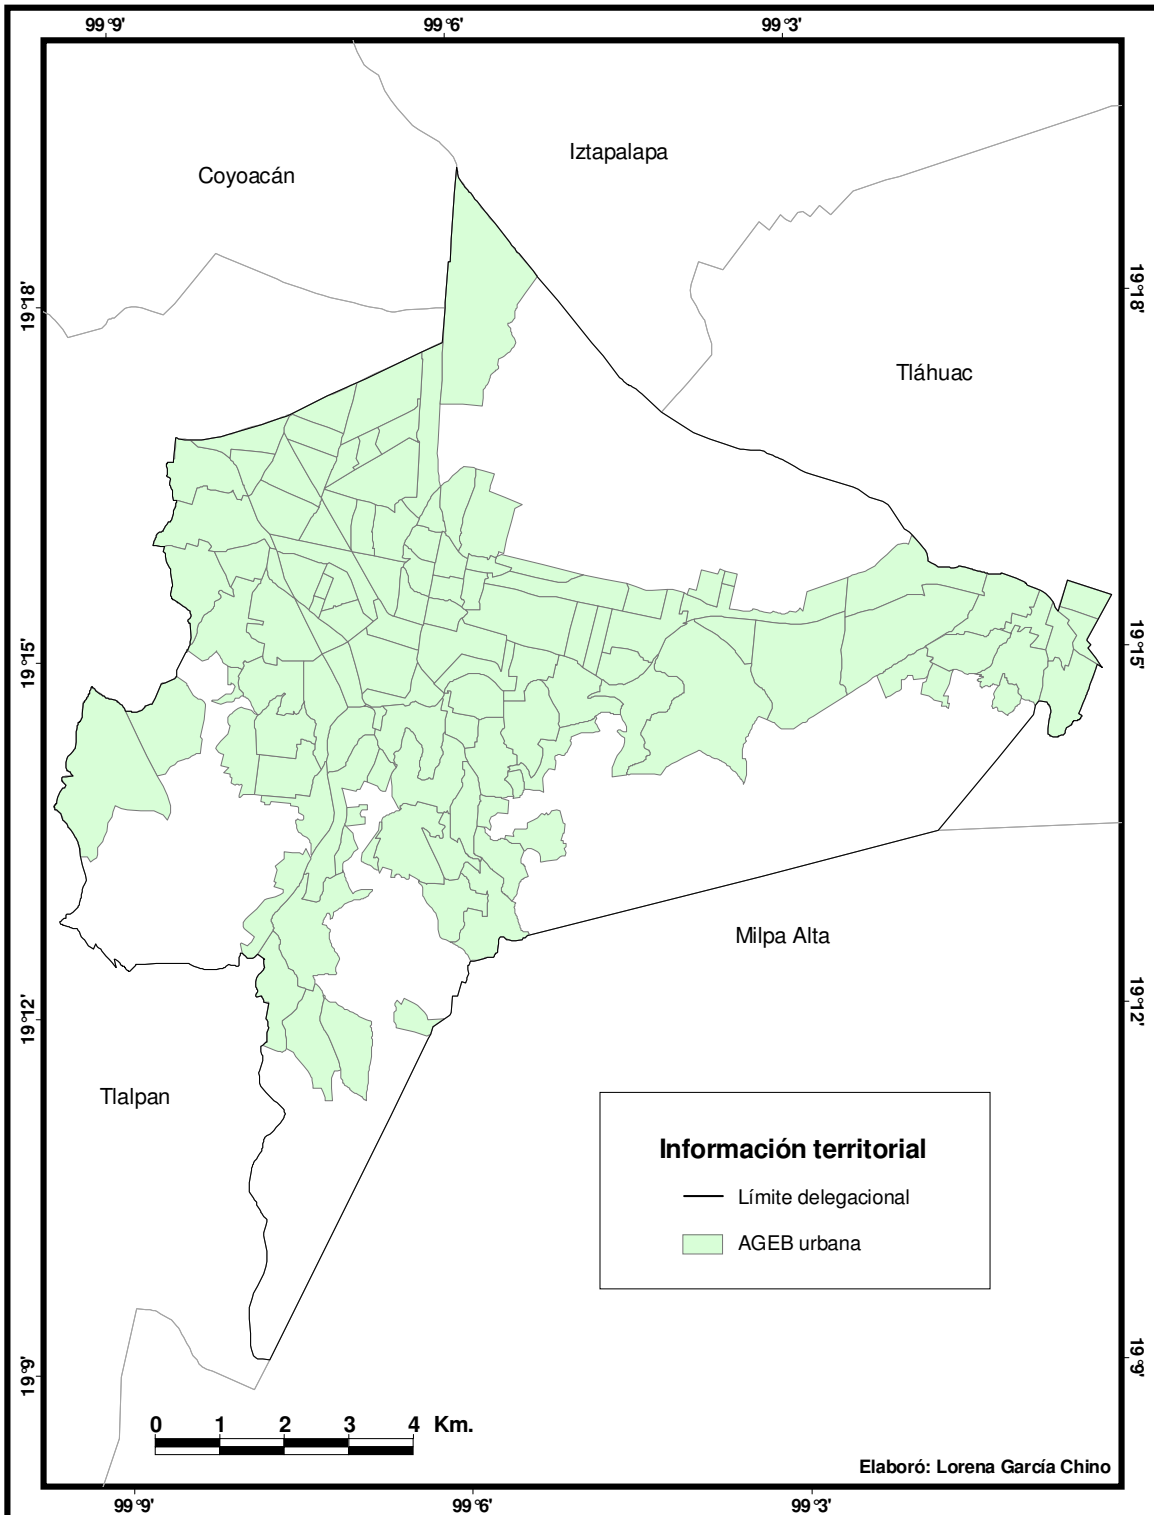 99°9' 99°6' 99°3'
Iztapalapa
Coyoacán
19°18' 19°18'
Tláhuac
19°15' 19°15'
Milpa Alta
19°12' 19°12'
Tlalpan
Información territorial
Límite delegacional
AGEB urbana
19°9' 19°9'
0 1 2 3 4 Km.
Elaboró: Lorena García Chino
99°9' 99°6' 99°3'